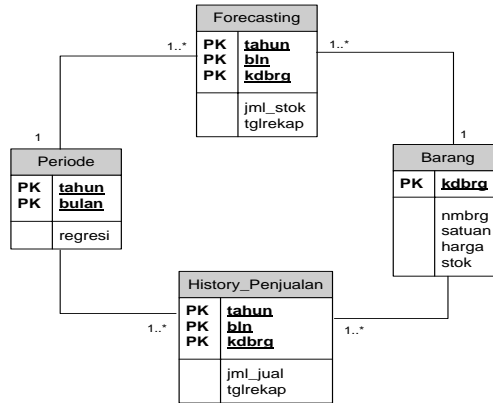 Forecasting
PK tahun
PK bln
PK kdbrg
jml_stok
tglrekap
1..*
1..*
1
1
Periode
PK tahun
PK bulan
regresi
Barang
PK kdbrg
nmbrg
satuan
harga
stok
History_Penjualan
PK tahun
PK bln
PK kdbrg
jml_jual
tglrekap
1..*
1..*